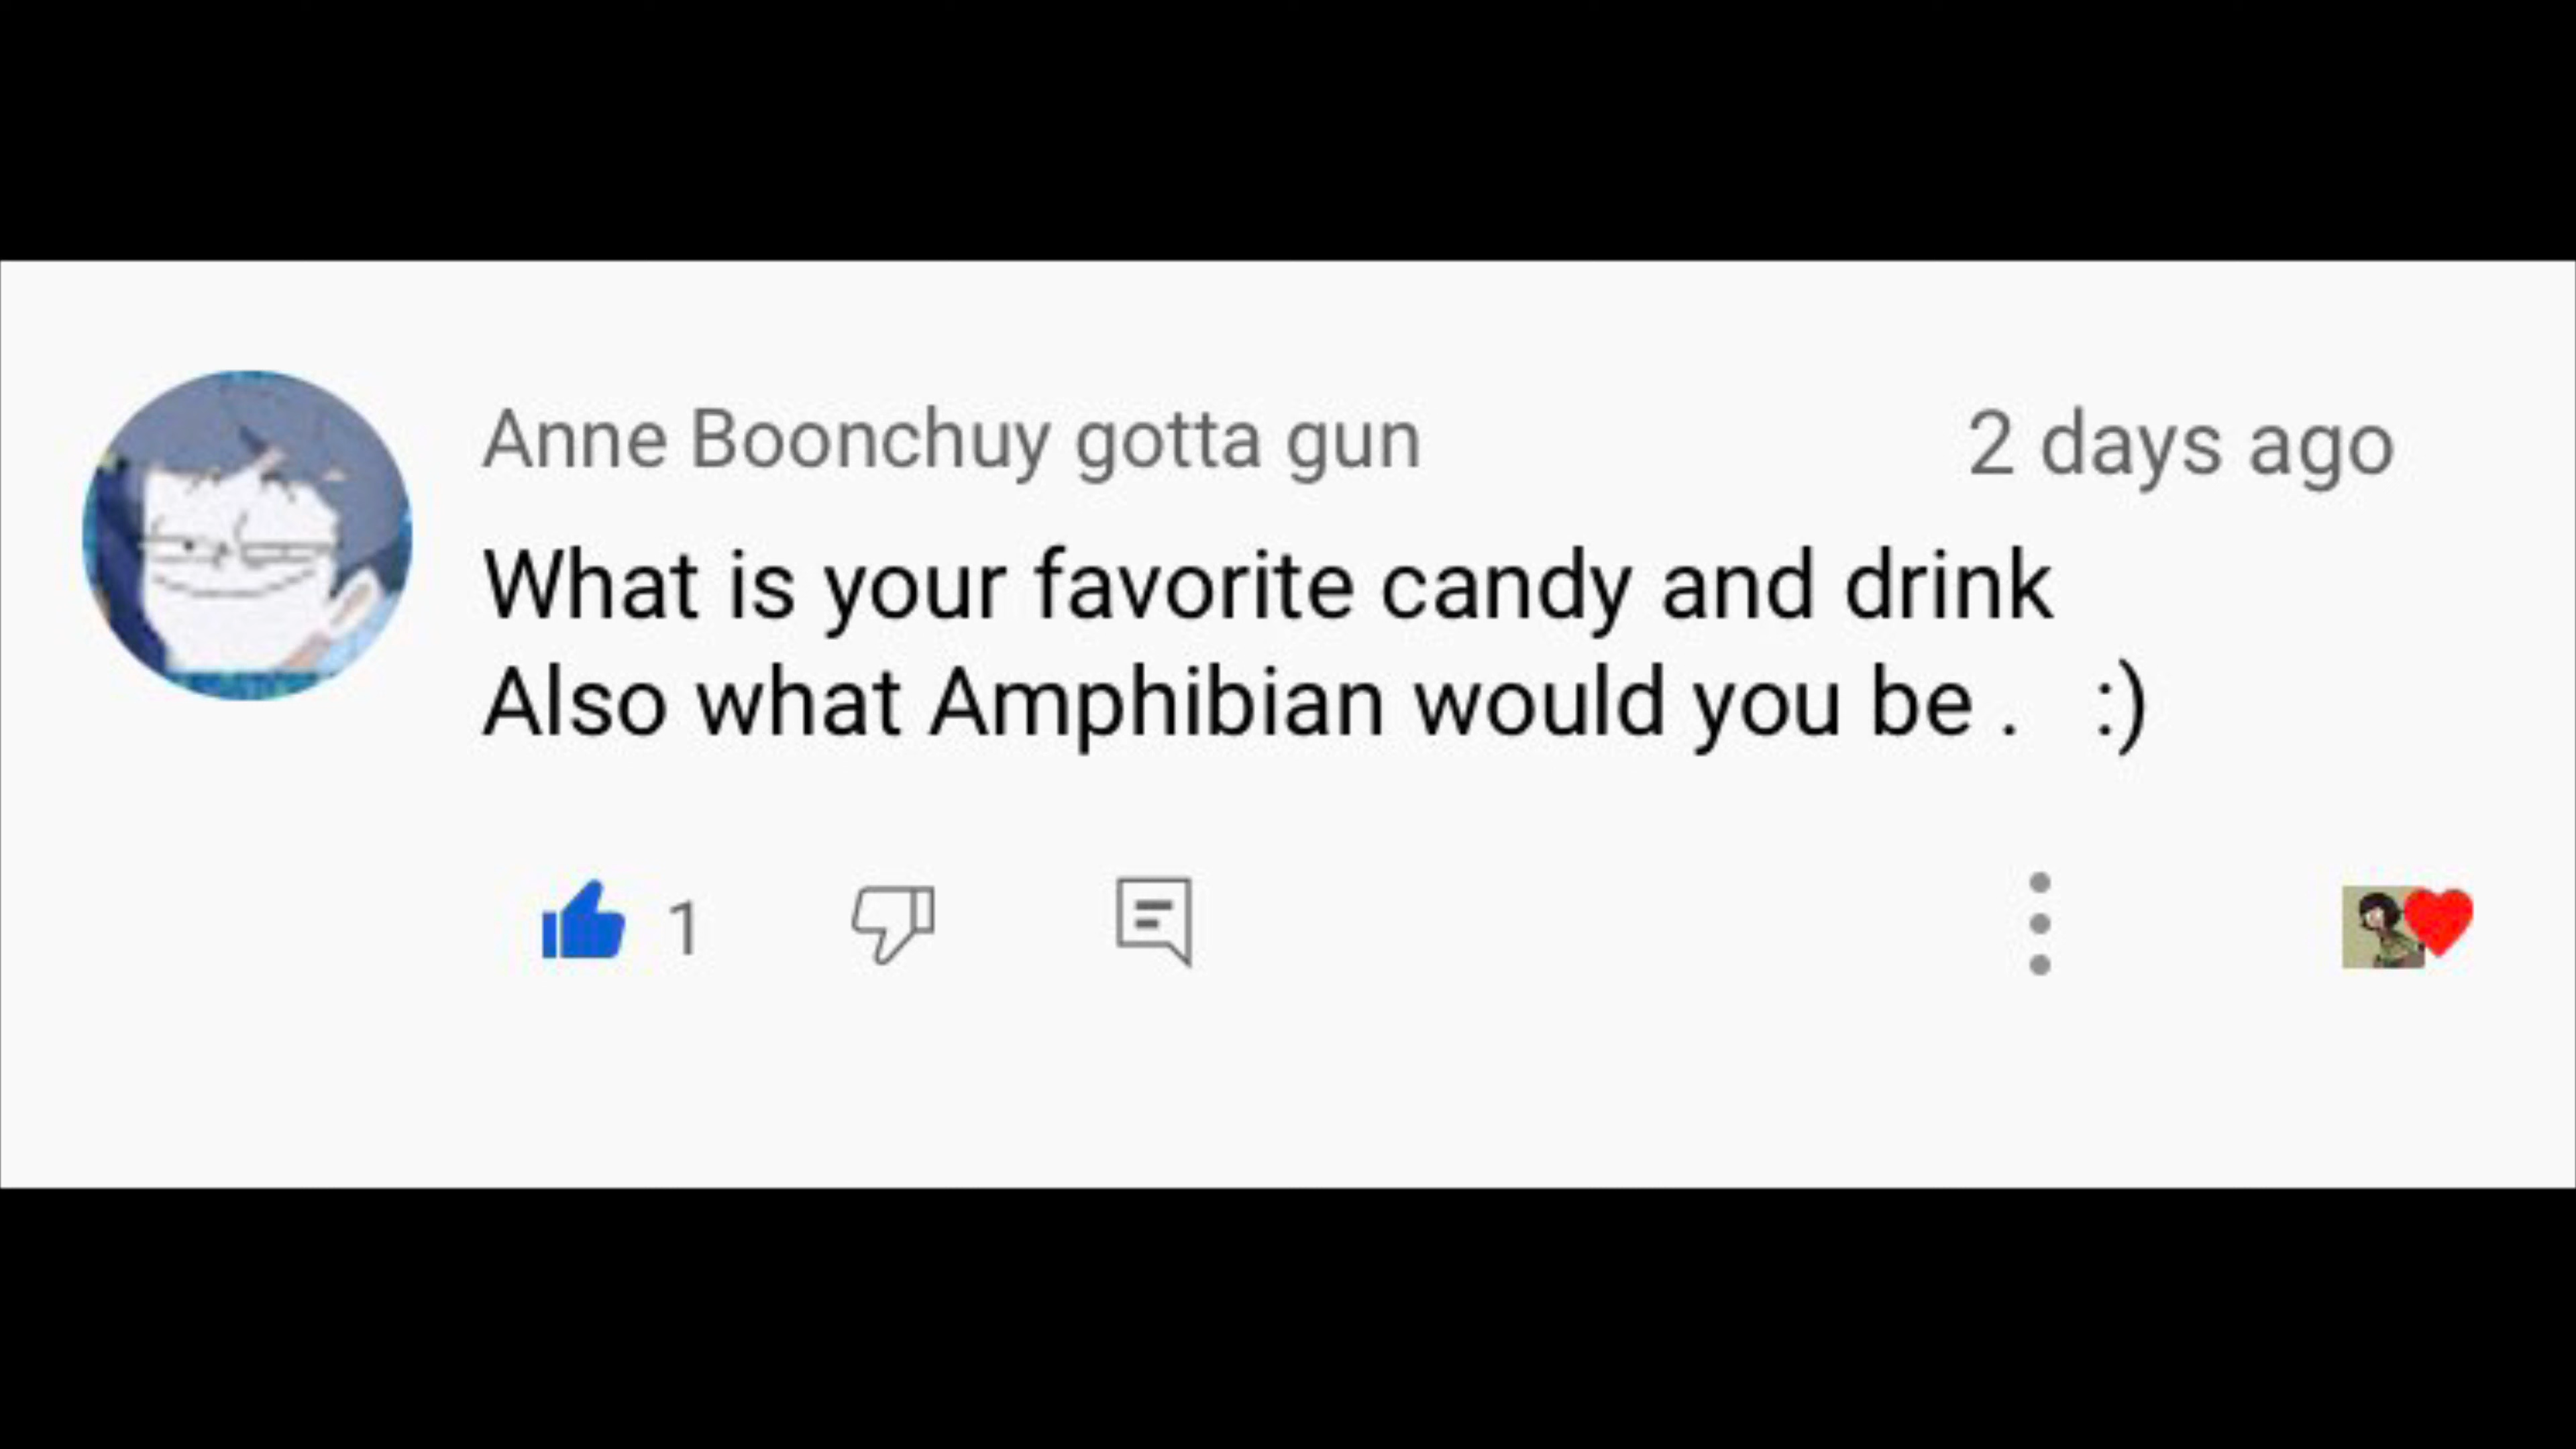 Anne Boonchuy gotta gun
2 days ago
What is your favorite candy and drink
Also what Amphibian would you be .   :)
1